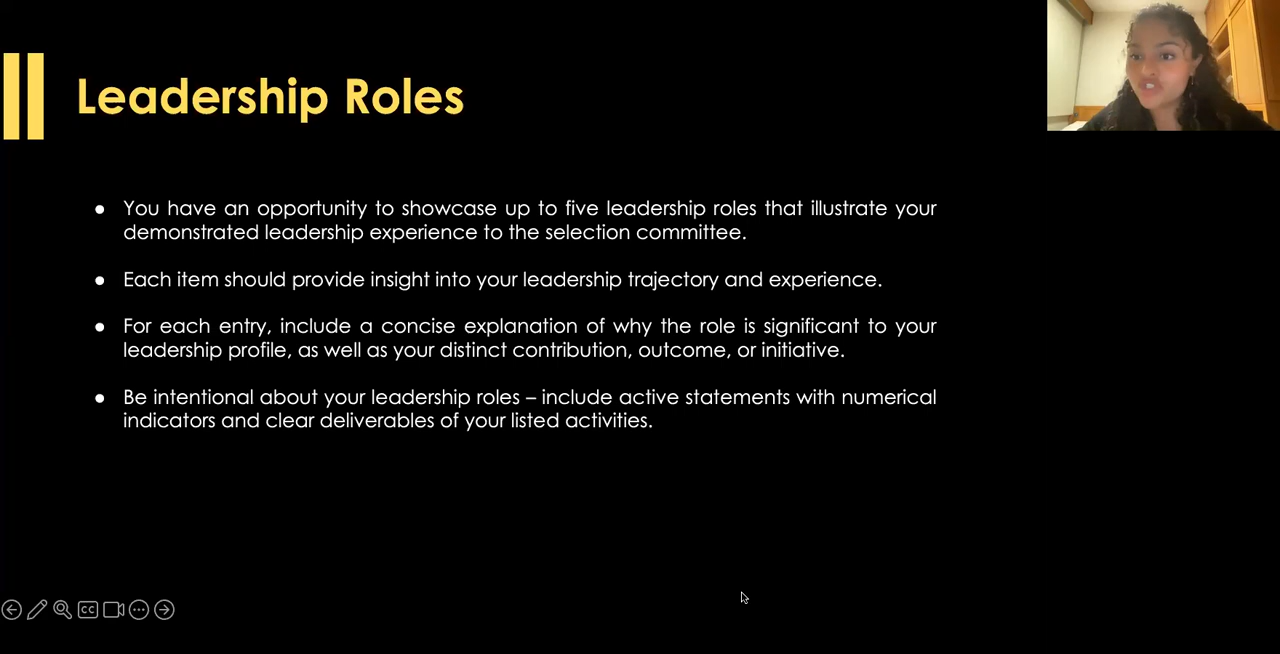 Leadership Roles
● You have an opportunity to showcase up to five leadership roles that illustrate your
demonstrated leadership experience to the selection committee.
● Each item should provide insight into your leadership trajectory and experience.
● For each entry, include a concise explanation of why the role is significant to your
leadership profile, as well as your distinct contribution, outcome, or initiative.
● Be intentional about your leadership roles – include active statements with numerical
indicators and clear deliverables of your listed activities.
CC